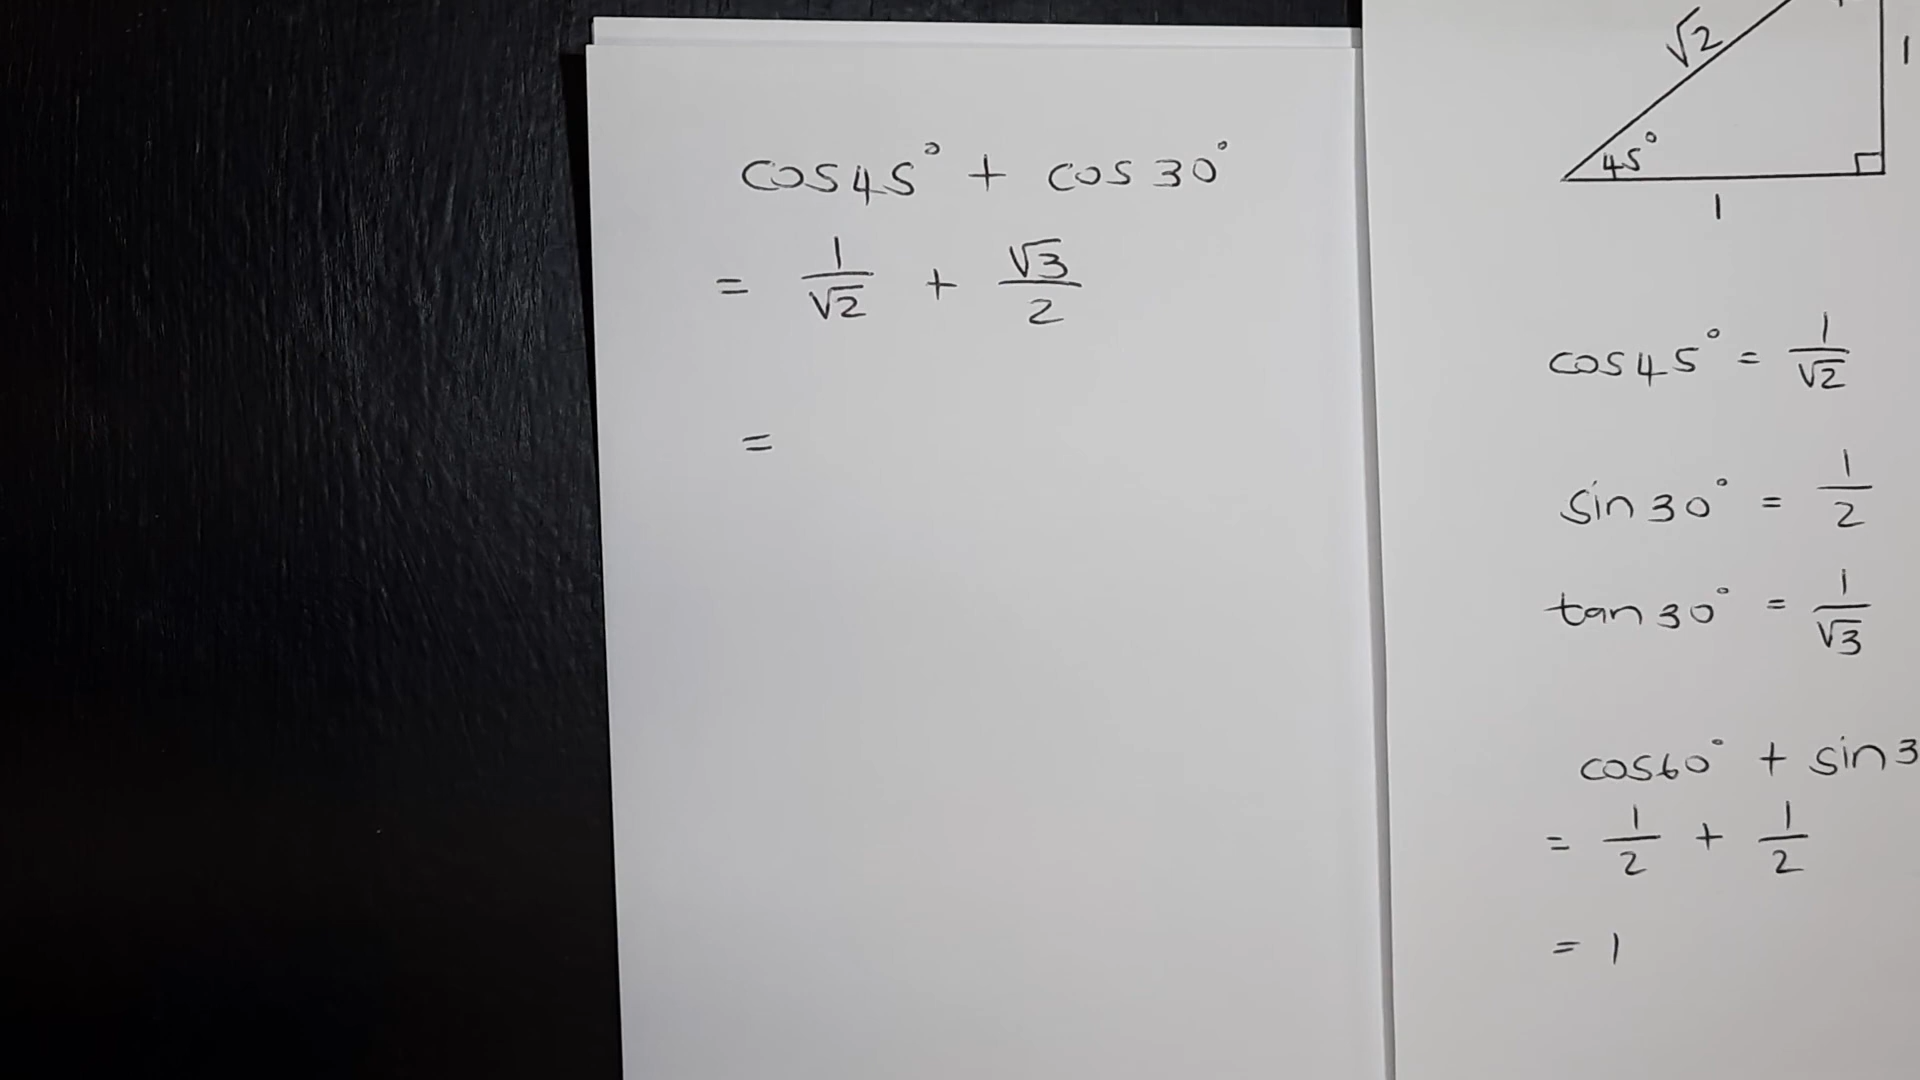 cos45° + cos30°
= 1/√2 + √3/2
=
√2
1
45°
1
cos45° = 1/√2
sin30° = 1/2
tan30° = 1/√3
cos60° + sin3
= 1/2 + 1/2
= 1